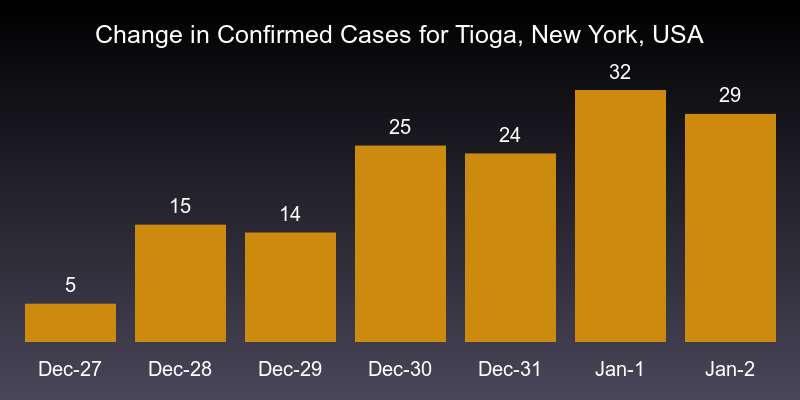 Change in Confirmed Cases for Tioga, New York, USA
5
15
14
25
24
32
29
Dec-27
Dec-28
Dec-29
Dec-30
Dec-31
Jan-1
Jan-2